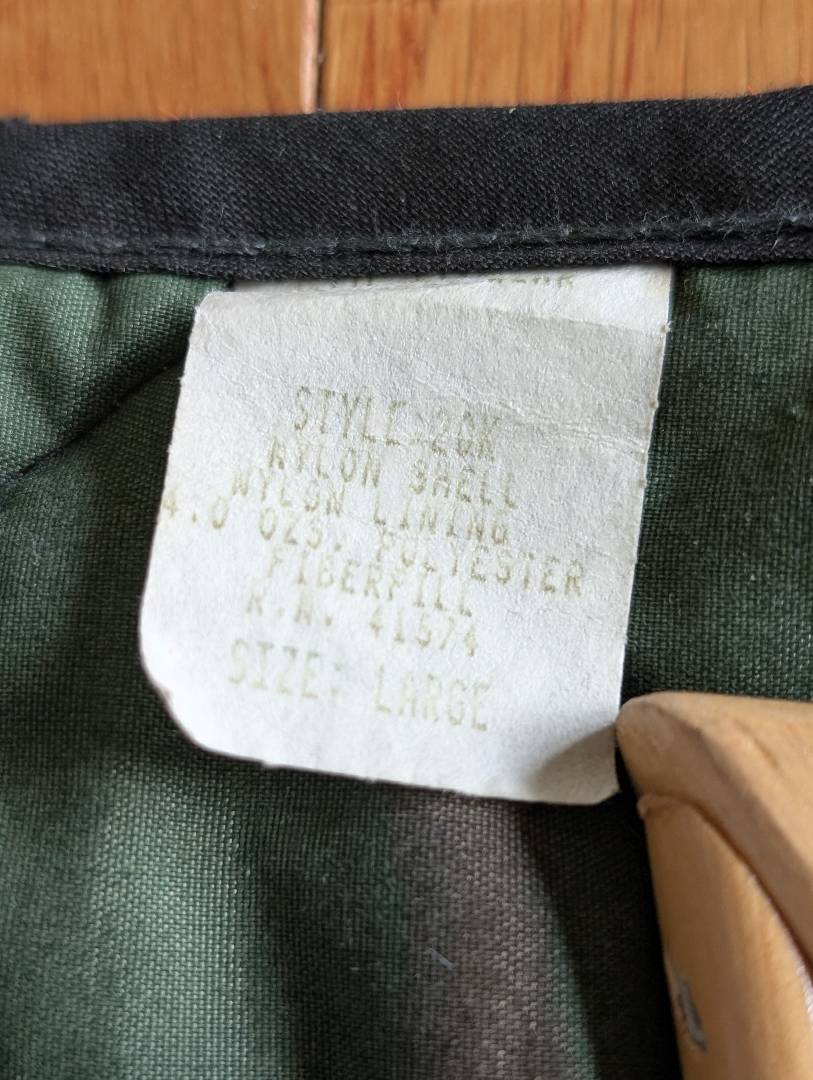 STYLE:20K
NYLON SHELL
NYLON LINING
4.0 OZS. POLYESTER
FIBERFILL
R.N. 41574
SIZE: LARGE